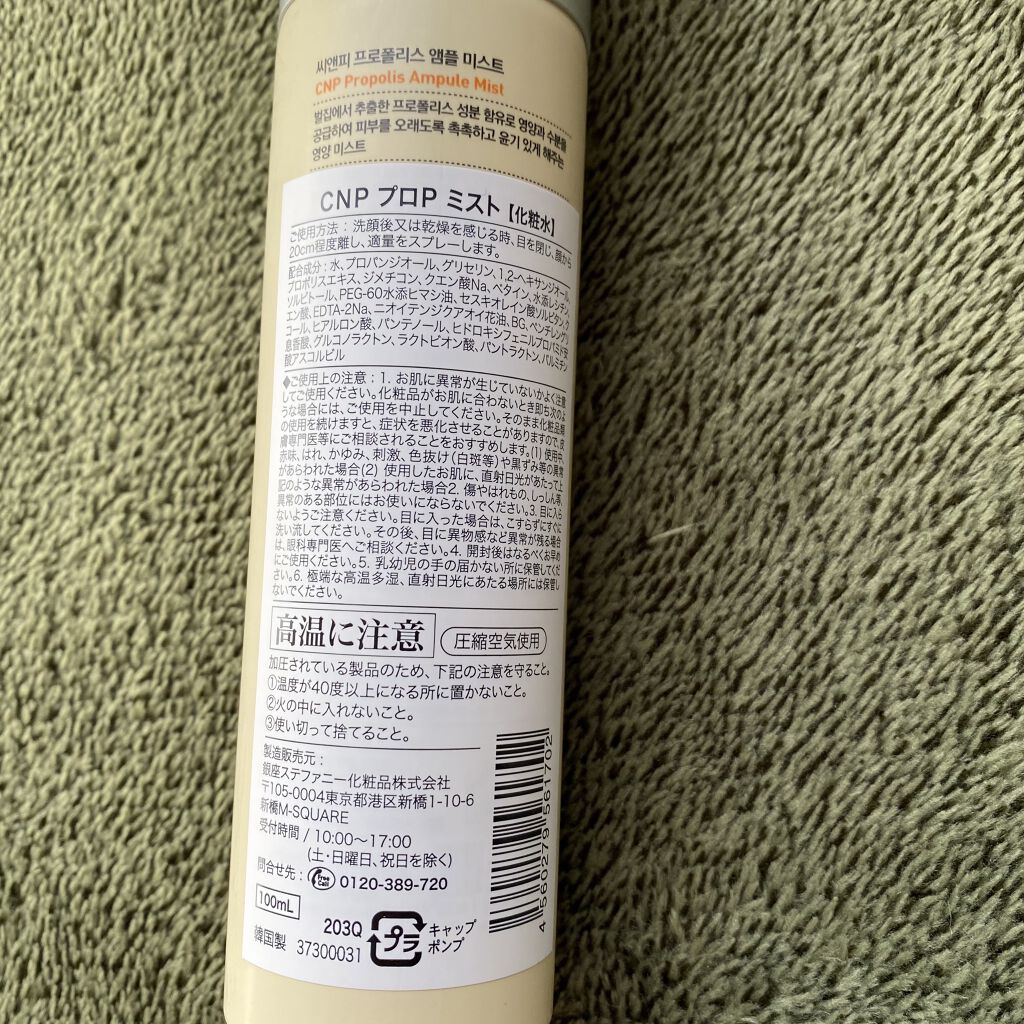 씨앤피 프로폴리스 앰플 미스트
CNP Propolis Ampule Mist
벌집에서 추출한 프로폴리스 성분 함유로 영양과 수분을
공급하여 피부를 오래도록 촉촉하고 윤기 있게 해주는
영양 미스트
CNP プロP ミスト【化粧水】
ご使用方法：洗顔後又は乾燥を感じる時、目を閉じ、顔から
20cm程度離し、適量をスプレーします。
配合成分：水、プロパンジオール、グリセリン、1,2-ヘキサンジオール、
プロポリスエキス、ジメチコン、クエン酸Na、ベタイン、水添レシチン、
ソルビトール、PEG-60水添ヒマシ油、セスキオレイン酸ソルビタン、ク
エン酸、EDTA-2Na、ニオイテンジクアオイ花油、BG、ペンチレングリ
コール、ヒアルロン酸、パンテノール、ヒドロキシフェニルプロパミド安
息香酸、グルコノラクトン、ラクトビオン酸、パントラクトン、パルミチン
酸アスコルビル
◆ご使用上の注意：1. お肌に異常が生じていないかよく注意
してご使用ください。化粧品がお肌に合わないとき即ち次のよ
うな場合には、ご使用を中止してください。そのまま化粧品類
の使用を続けますと、症状を悪化させることがありますので、皮
膚専門医等にご相談されることをおすすめします。(1) 使用中、
赤味、はれ、かゆみ、刺激、色抜け(白斑等)や黒ずみ等の異常
があらわれた場合(2) 使用したお肌に、直射日光があたって上
記のような異常があらわれた場合2. 傷やはれもの、しっしん等、
異常のある部位にはお使いにならないでください。3. 目に入ら
ないようご注意ください。目に入った場合は、こすらずにすぐに
洗い流してください。その後、目に異物感など異常が残る場合
は、眼科専門医へご相談ください。4. 開封後はなるべくお早め
にご使用ください。5. 乳幼児の手の届かない所に保管してくだ
さい。6. 極端な高温多湿、直射日光にあたる場所には保管し
ないでください。
高温に注意 圧縮空気使用
加圧されている製品のため、下記の注意を守ること。
①温度が40度以上になる所に置かないこと。
②火の中に入れないこと。
③使い切って捨てること。
製造販売元：
銀座ステファニー化粧品株式会社
〒105-0004東京都港区新橋1-10-6
新橋M-SQUARE
受付時間 / 10:00～17:00
(土・日曜日、祝日を除く)
問合せ先： Free Call 0120-389-720
100mL
203Q
韓国製 37300031
プラ
キャップ
ポンプ
4 560279 561702